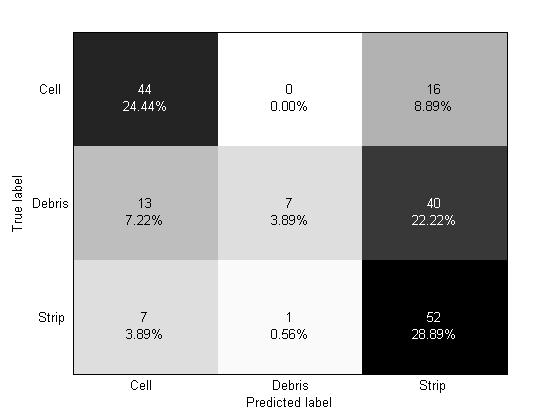 Cell
44
24.44%
0
0.00%
16
8.89%
True label
Debris
13
7.22%
7
3.89%
40
22.22%
Strip
7
3.89%
1
0.56%
52
28.89%
Cell
Debris
Strip
Predicted label